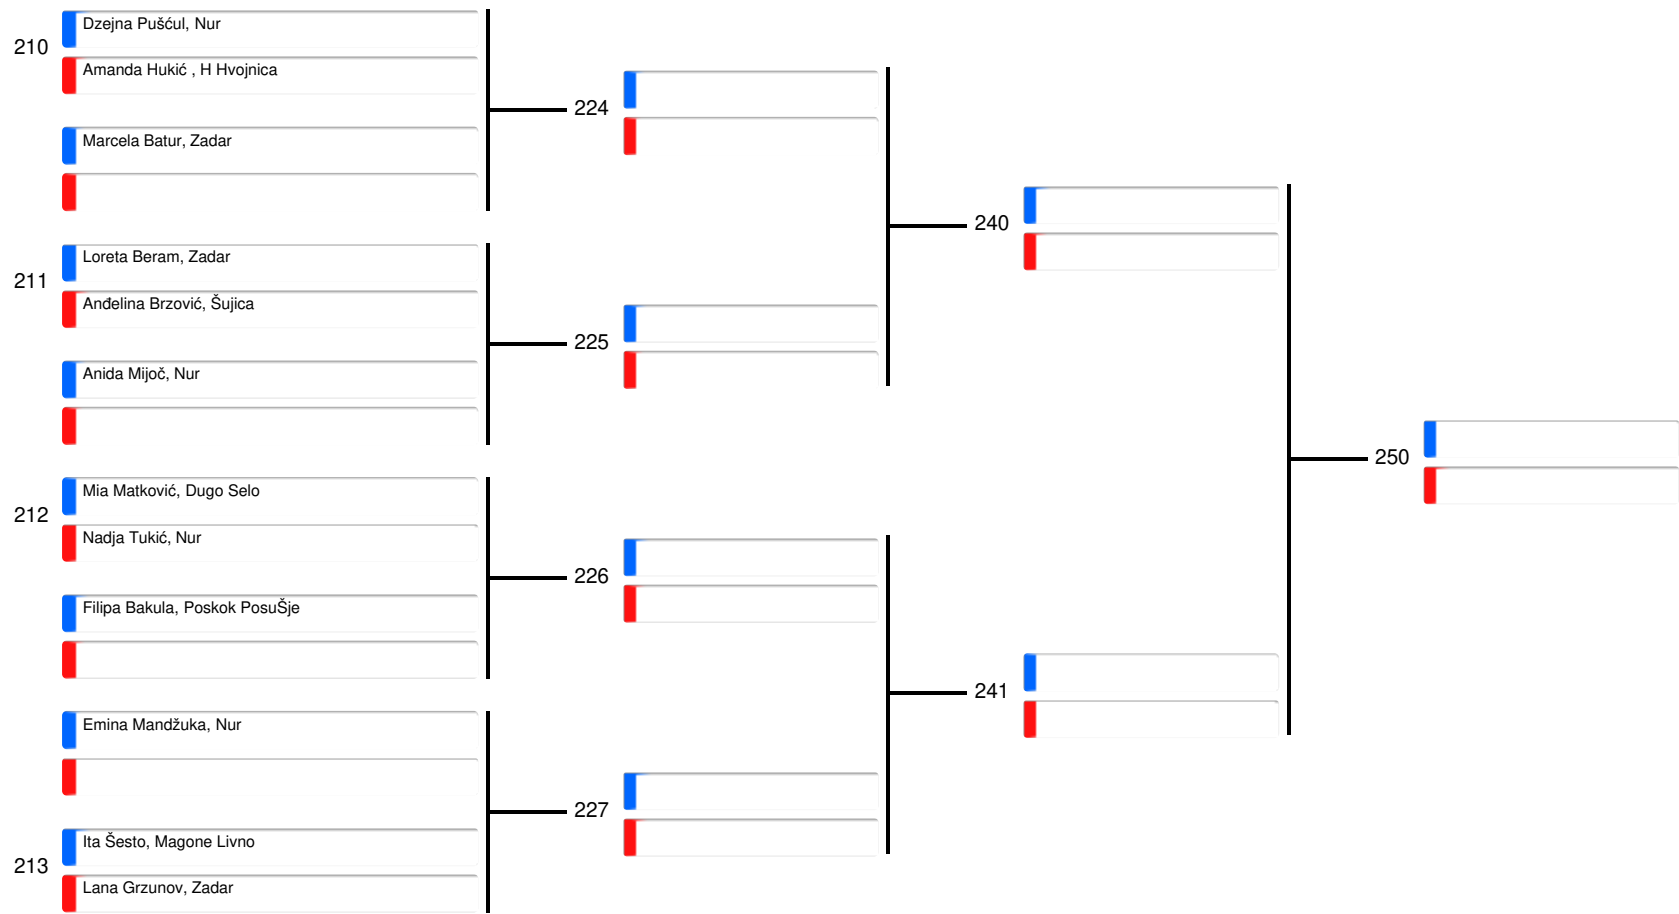 210
Dzejna Pušćul, Nur
Amanda Hukić , H Hvojnica
Marcela Batur, Zadar
211
Loreta Beram, Zadar
Anđelina Brzović, Šujica
Anida Mijoč, Nur
212
Mia Matković, Dugo Selo
Nadja Tukić, Nur
Filipa Bakula, Poskok PosuŠje
Emina Mandžuka, Nur
213
Ita Šesto, Magone Livno
Lana Grzunov, Zadar
224
225
226
227
240
241
250